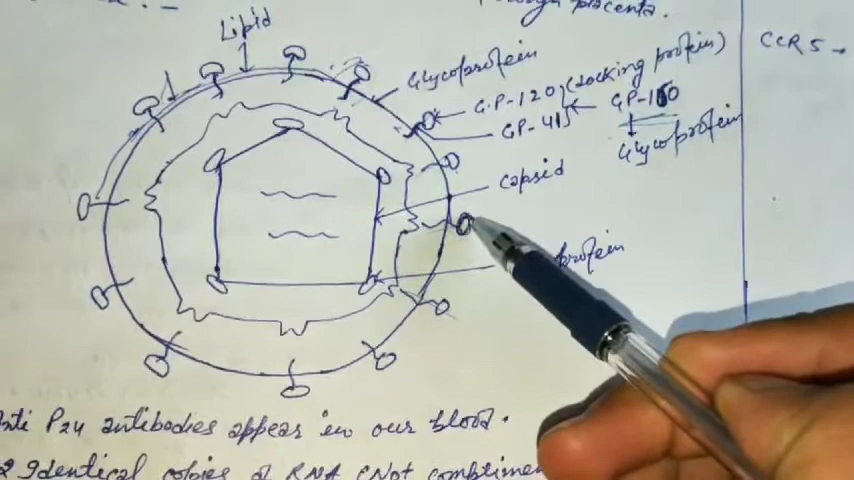 placenta.
Lipid
CCR5
Glycoprotein
GP-120 (docking protein)
GP-160
GP-41
Glycoprotein
Capsid
protein
Anti P24 antibodies appear in our blood.
2 Identical copies of RNA (Not complimen